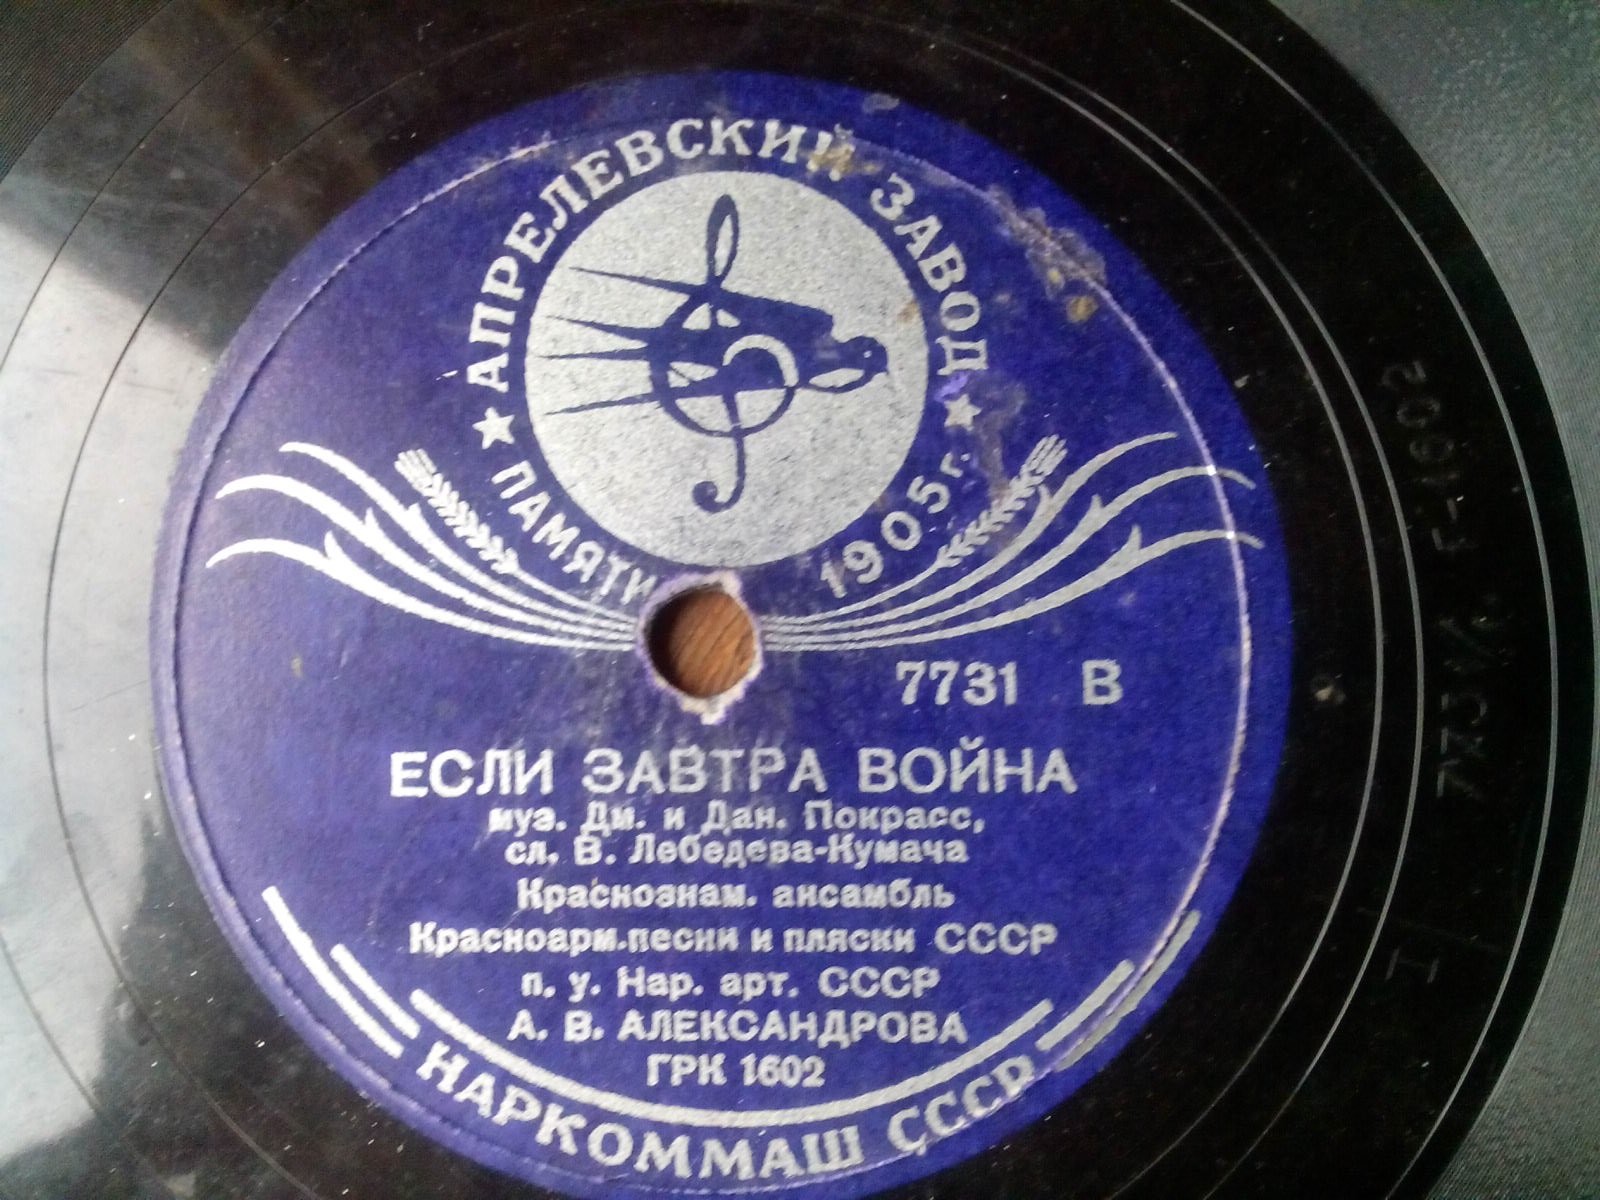 ★ АПРЕЛЕВСКИЙ ЗАВОД ★
ПАМЯТИ 1905 г.
7731 В
ЕСЛИ ЗАВТРА ВОЙНА
муз. Дм. и Дан. Покрасс,
сл. В. Лебедева-Кумача
Краснознам. ансамбль
Красноарм. песни и пляски СССР
п. у. Нар. арт. СССР
А. В. АЛЕКСАНДРОВА
ГРК 1602
НАРКОММАШ СССР